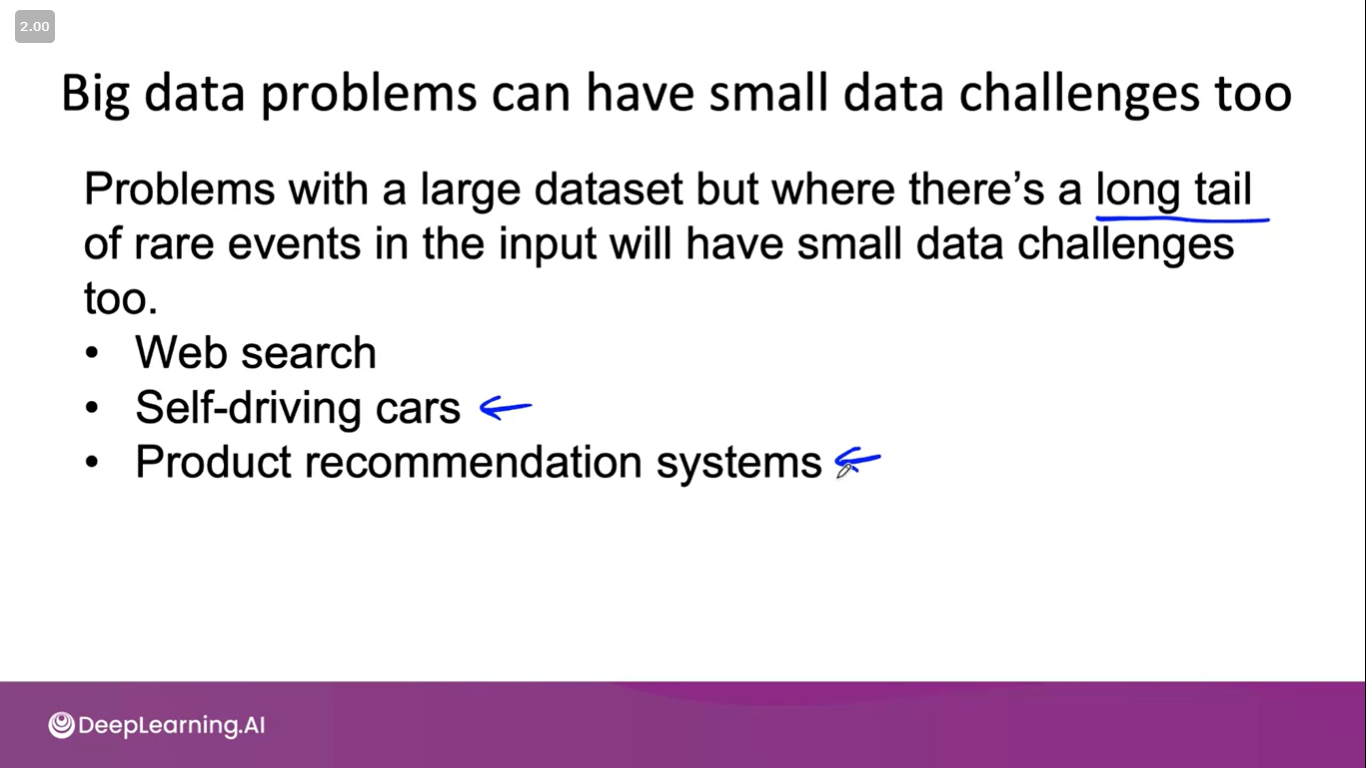 2.00
Big data problems can have small data challenges too
Problems with a large dataset but where there's a long tail
of rare events in the input will have small data challenges
too.
• Web search
• Self-driving cars
• Product recommendation systems
DeepLearning.AI